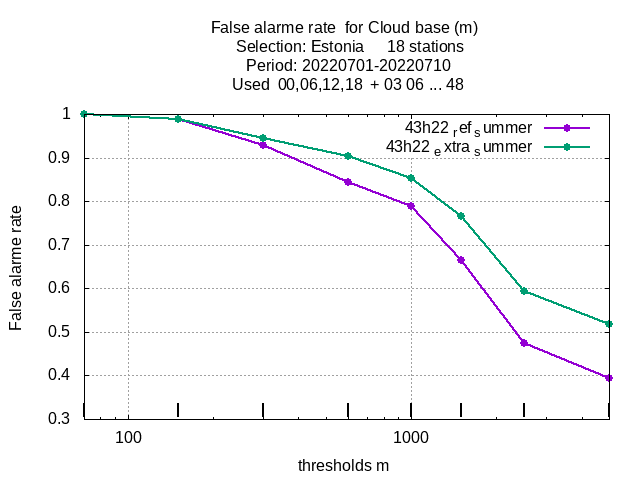 False alarme rate  for Cloud base (m)
Selection: Estonia     18 stations
Period: 20220701-20220710
Used  00,06,12,18  + 03 06 ... 48
43h22 refsummer
43h22 extrasummer
1
0.9
0.8
0.7
0.6
0.5
0.4
0.3
False alarme rate
100
1000
thresholds m